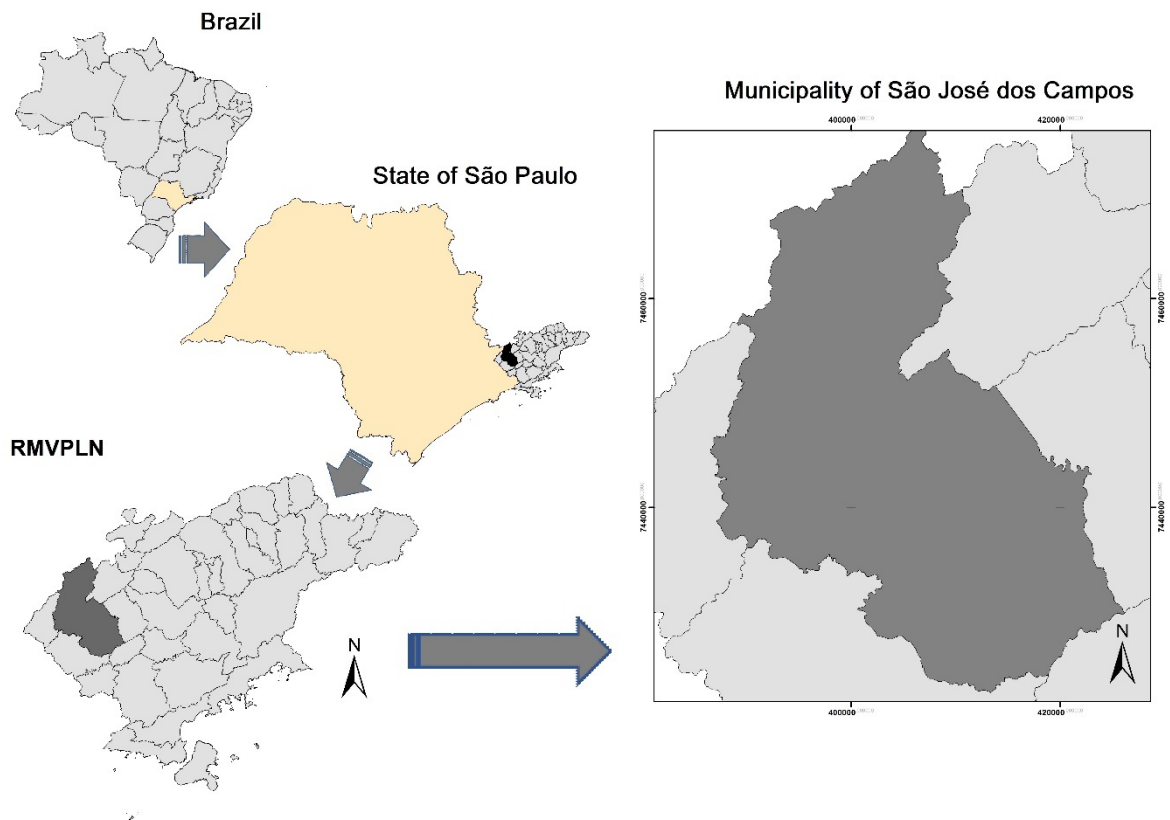 Brazil
Municipality of São José dos Campos
400000
420000
State of São Paulo
7460000
7460000
RMVPLN
7440000
7440000
N
N
400000
420000